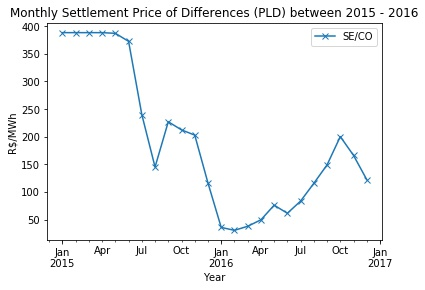 Monthly Settlement Price of Differences (PLD) between 2015 - 2016
SE/CO
R$/MWh
400
350
300
250
200
150
100
50
Jan Apr Jul Oct Jan Apr Jul Oct Jan
2015 2016 2017
Year